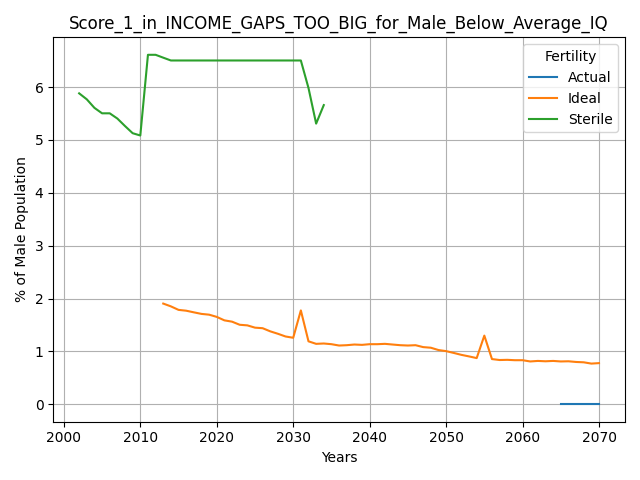 Score_1_in_INCOME_GAPS_TOO_BIG_for_Male_Below_Average_IQ
Fertility
Actual
Ideal
Sterile
% of Male Population
6
5
4
3
2
1
0
2000 2010 2020 2030 2040 2050 2060 2070
Years